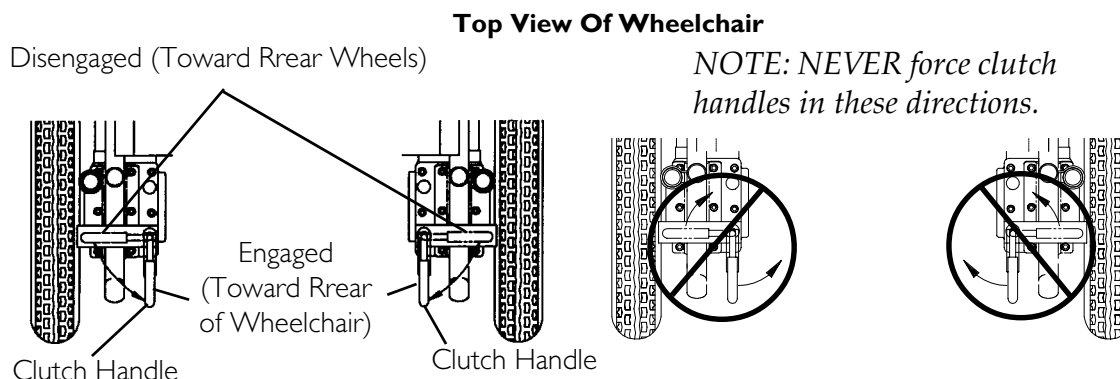 Top View Of Wheelchair
Disengaged (Toward Rrear Wheels)
NOTE: NEVER force clutch
handles in these directions.
Engaged
(Toward Rrear
of Wheelchair)
Clutch Handle
Clutch Handle